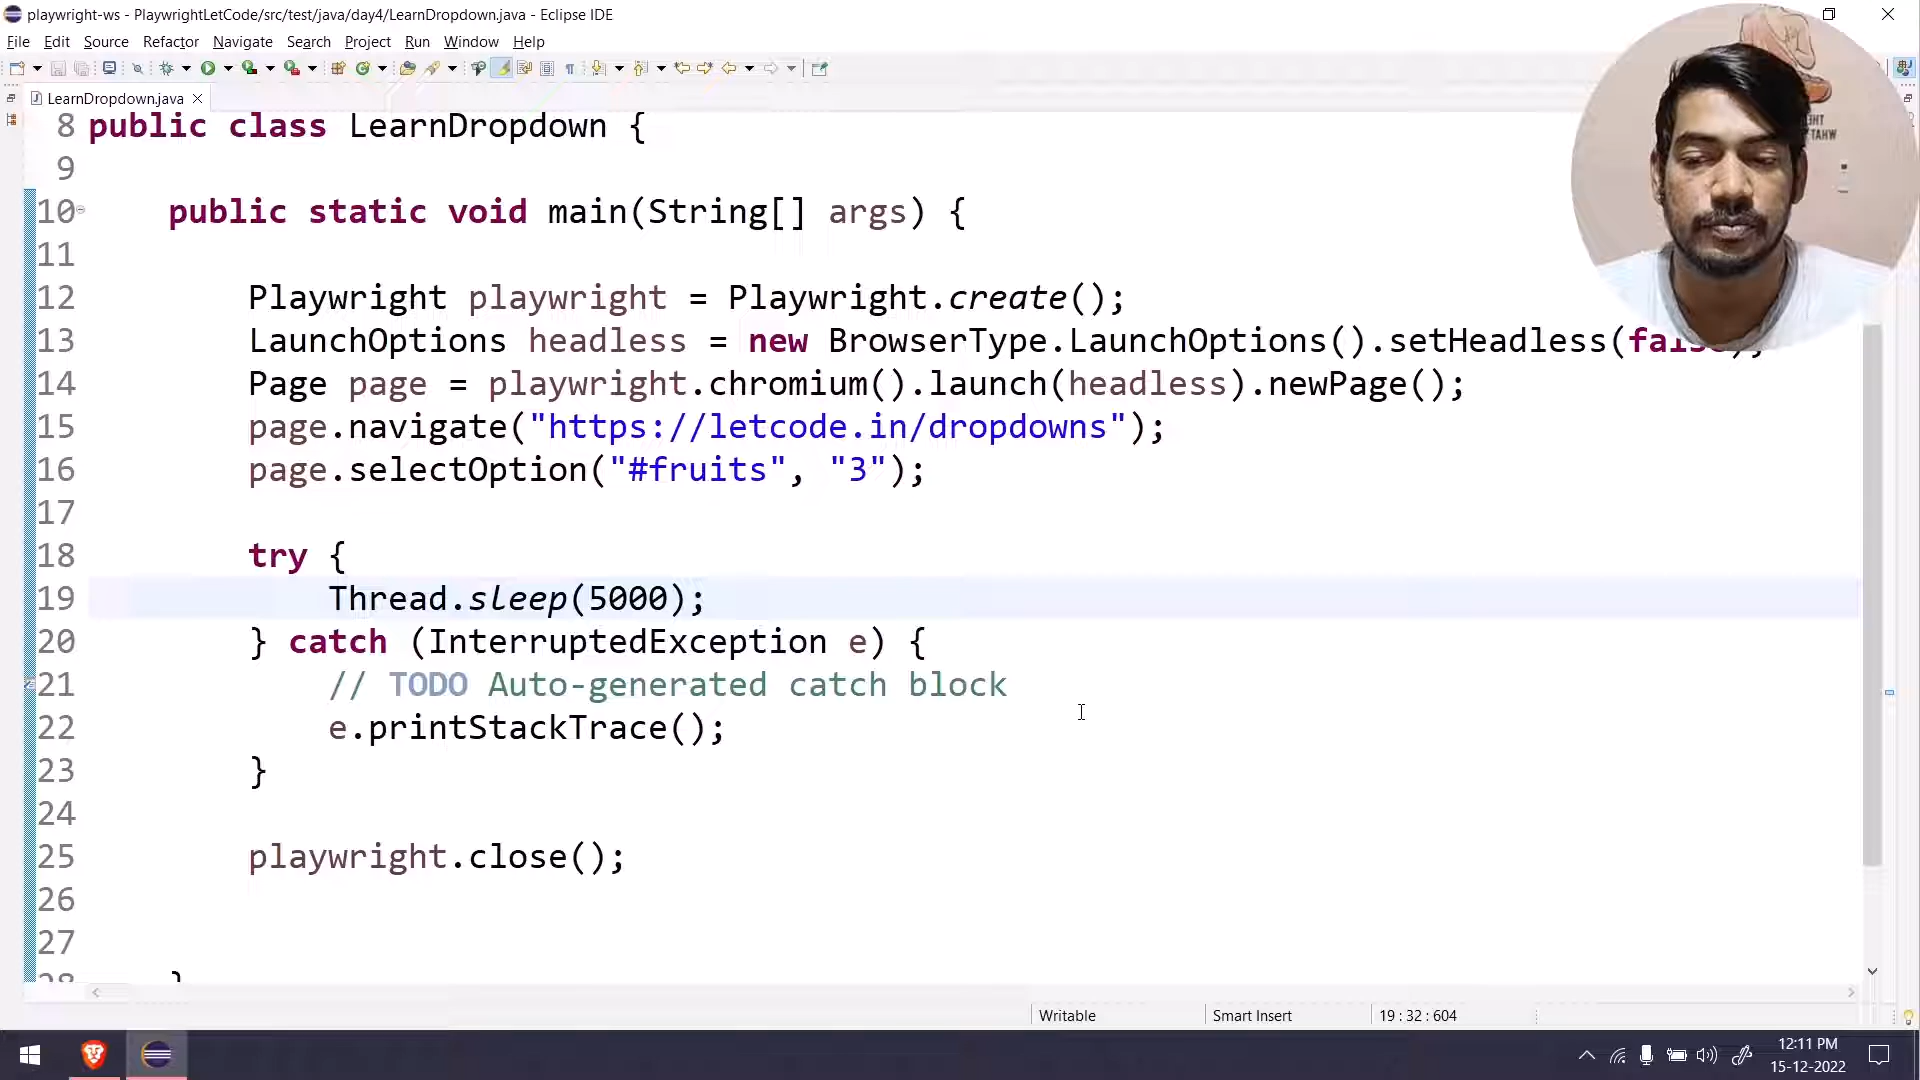 playwright-ws - PlaywrightLetCode/src/test/java/day4/LearnDropdown.java - Eclipse IDE
File Edit Source Refactor Navigate Search Project Run Window Help
LearnDropdown.java
8 public class LearnDropdown {
9
10 public static void main(String[] args) {
11
12 Playwright playwright = Playwright.create();
13 LaunchOptions headless = new BrowserType.LaunchOptions().setHeadless(false);
14 Page page = playwright.chromium().launch(headless).newPage();
15 page.navigate("https://letcode.in/dropdowns");
16 page.selectOption("#fruits", "3");
17
18 try {
19 Thread.sleep(5000);
20 } catch (InterruptedException e) {
21 // TODO Auto-generated catch block
22 e.printStackTrace();
23 }
24
25 playwright.close();
26
27
28 }
Writable Smart Insert 19 : 32 : 604
12:11 PM
15-12-2022